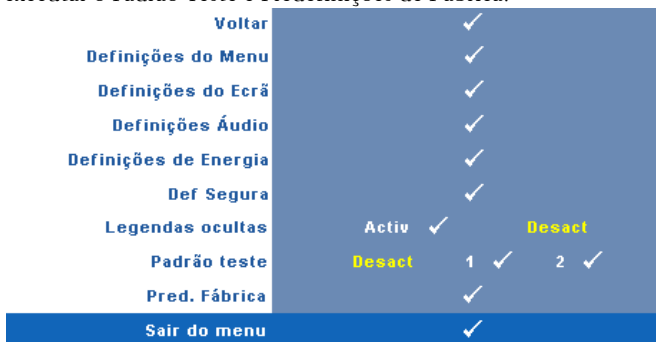 Voltar ✓
Definições do Menu ✓
Definições do Ecrã ✓
Definições Áudio ✓
Definições de Energia ✓
Def Segura ✓
Legendas ocultas Activ ✓ Desact
Padrão teste Desact 1 ✓ 2 ✓
Pred. Fábrica ✓
Sair do menu ✓